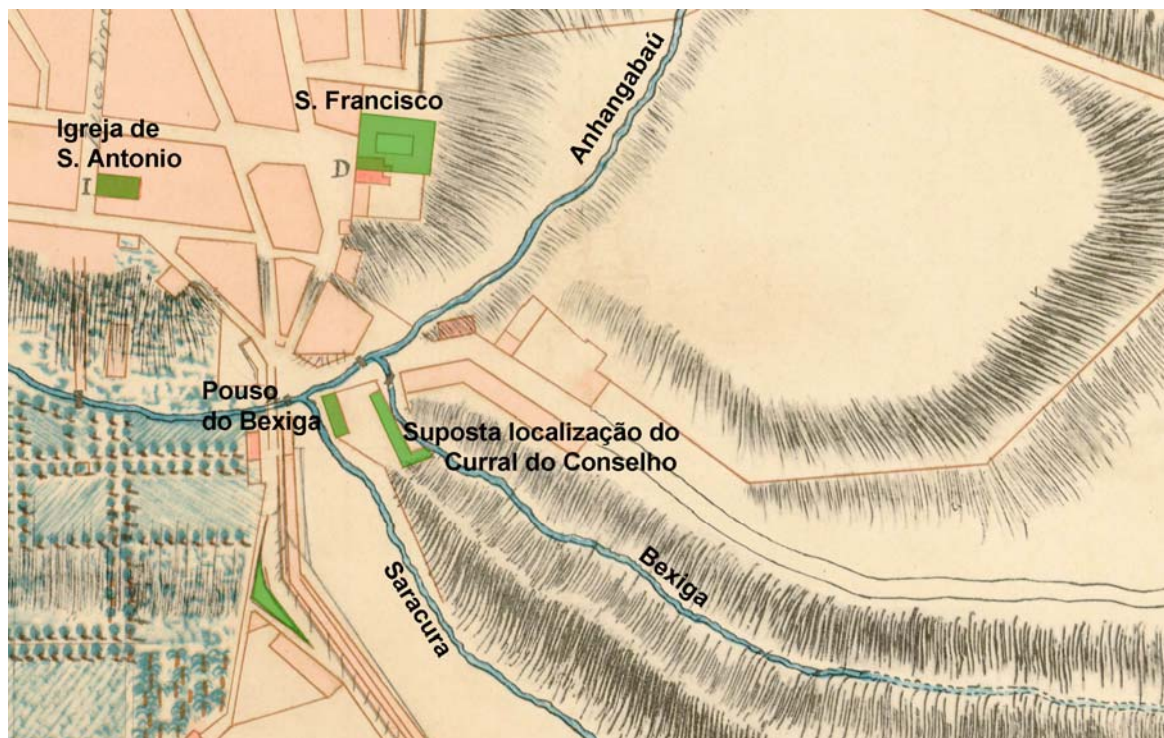 S. Francisco
Igreja de
S. Antonio
I
D
Anhangabaú
Pouso
do Bexiga
Suposta localização do
Curral do Conselho
Saracura
Bexiga